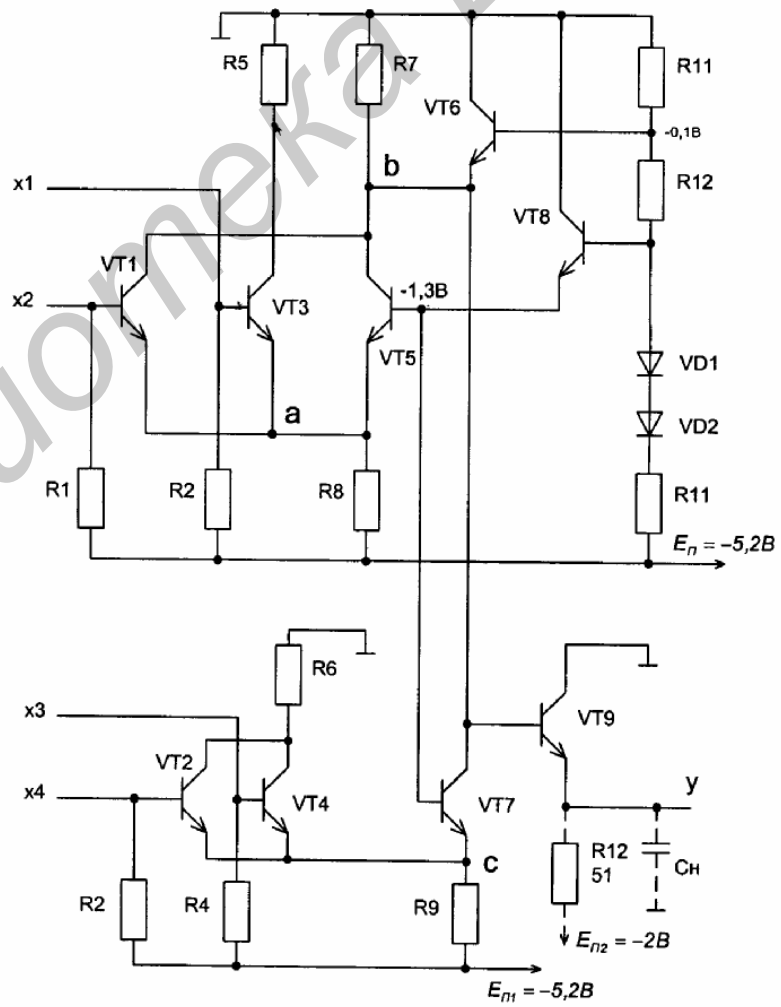 R5
R7
R11
VT6
-0,1В
b
x1
R12
VT8
VT1
-1,3В
x2
VT3
VT5
VD1
a
VD2
R1
R2
R8
R11
Eп = –5,2В
R6
x3
VT9
VT2
x4
VT4
VT7
y
R12
51
Cн
c
R2
R4
R9
Eп2 = –2В
Eп1 = –5,2В